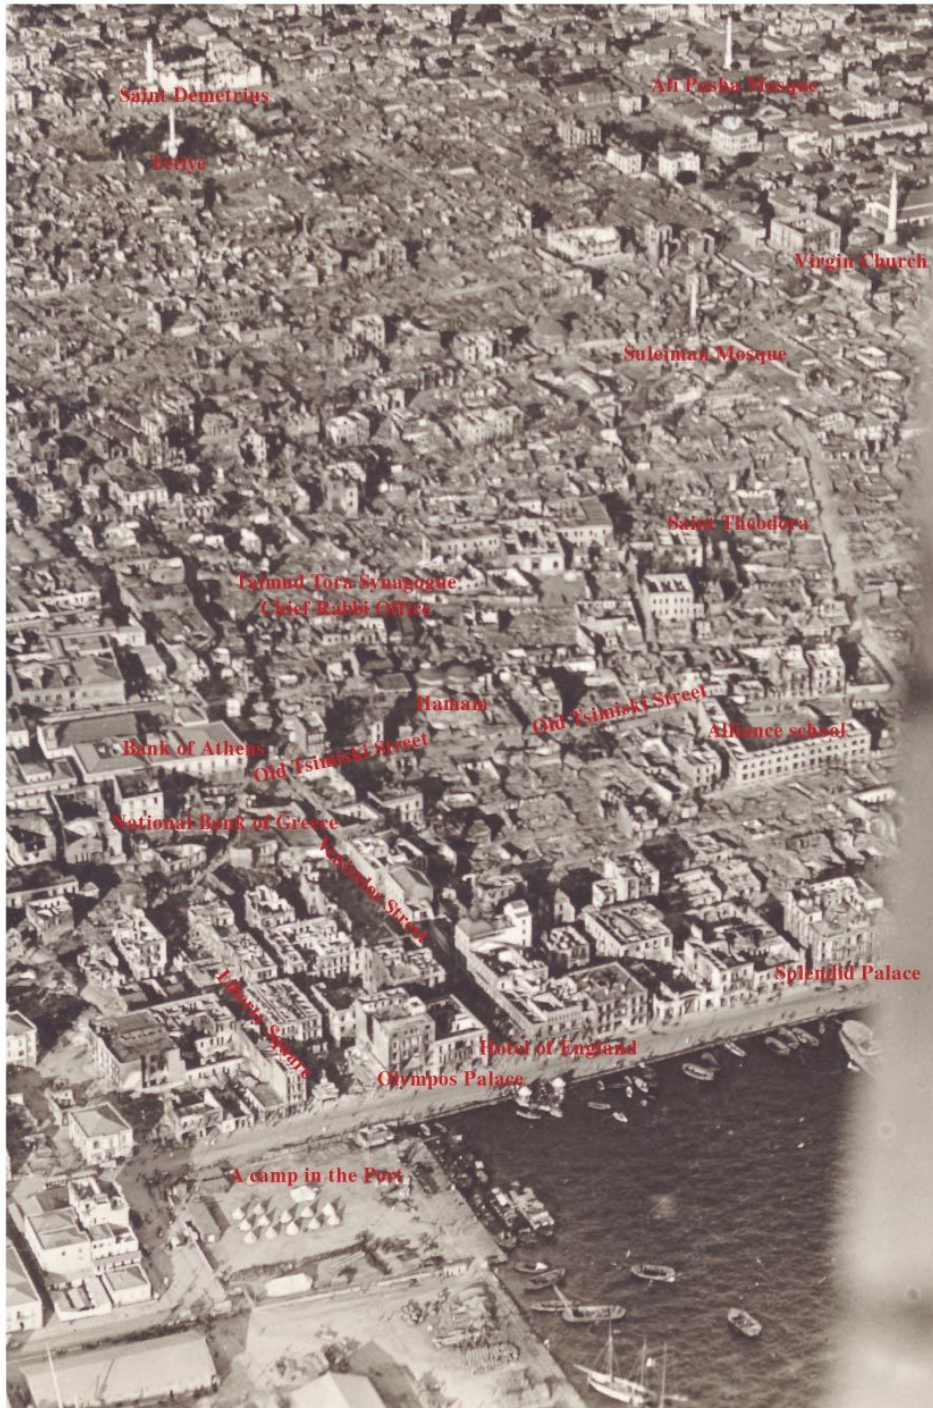 Saint Demetrius
Ali Pasha Mosque
Fetiye
Virgin Church
Suleiman Mosque
Saint Theodora
Talmud Tora Synagogue
Chief Rabbi Office
Hamam
Old Tsimiski Street
Alliance school
Bank of Athens
Old Tsimiski Street
National Bank of Greece
Venizelos Street
Splendid Palace
Liberty Square
Hotel of England
Olympos Palace
A camp in the Port